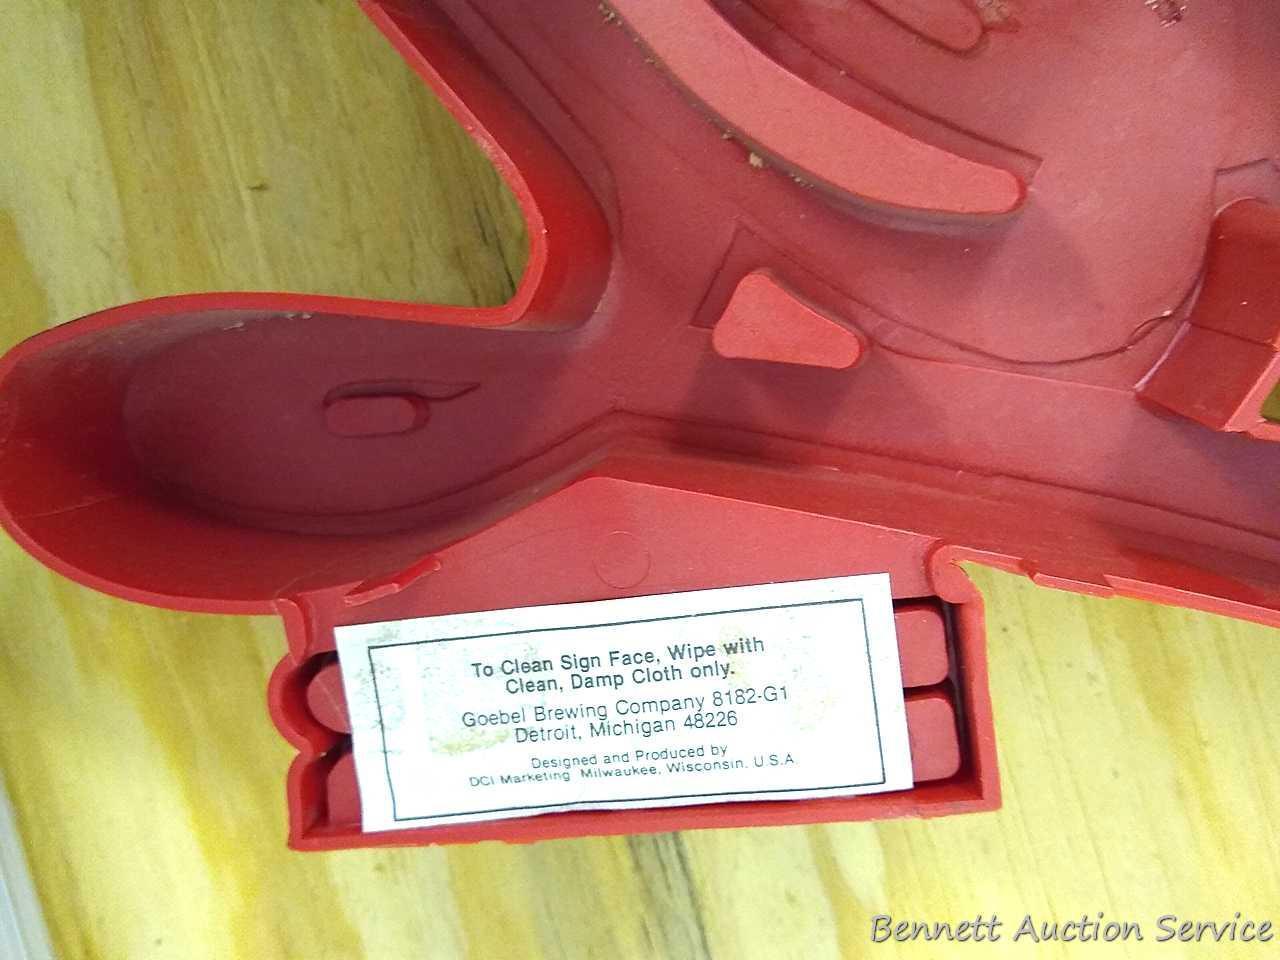 To Clean Sign Face, Wipe with
Clean, Damp Cloth only.
Goebel Brewing Company 8182-G1
Detroit, Michigan 48226
Designed and Produced by
DCI Marketing Milwaukee, Wisconsin. U.S.A.
Bennett Auction Service